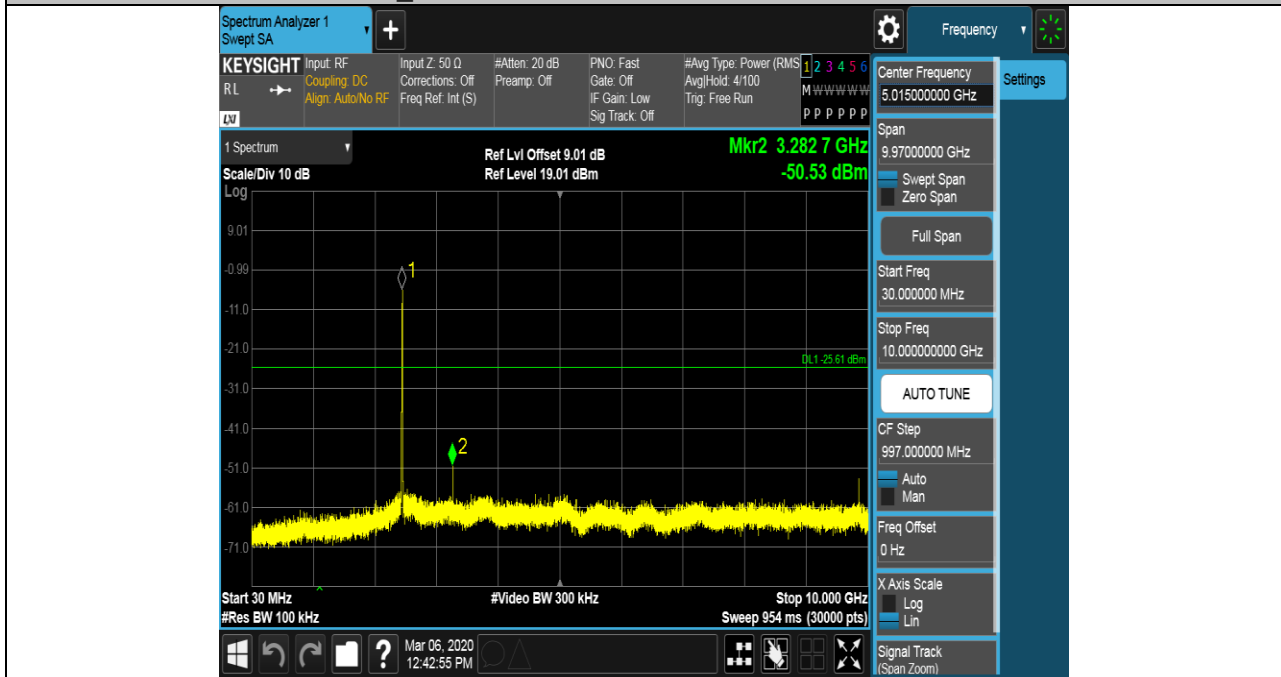 Spectrum Analyzer 1
Swept SA
+
Frequency
KEYSIGHT
RL
LXI
Input: RF
Coupling: DC
Align: Auto/No RF
Input Z: 50 Ω
Corrections: Off
Freq Ref: Int (S)
#Atten: 20 dB
Preamp: Off
PNO: Fast
Gate: Off
IF Gain: Low
Sig Track: Off
#Avg Type: Power (RMS
Avg|Hold: 4/100
Trig: Free Run
1 2 3 4 5 6
M W W W W W
P P P P P P
1 Spectrum
Scale/Div 10 dB
Log
Ref Lvl Offset 9.01 dB
Ref Level 19.01 dBm
Mkr2 3.282 7 GHz
-50.53 dBm
9.01
-0.99
-11.0
-21.0
-31.0
-41.0
-51.0
-61.0
-71.0
1
2
DL1 -25.61 dBm
Start 30 MHz
#Res BW 100 kHz
#Video BW 300 kHz
Stop 10.000 GHz
Sweep 954 ms (30000 pts)
Center Frequency
5.015000000 GHz
Span
9.97000000 GHz
Swept Span
Zero Span
Full Span
Start Freq
30.000000 MHz
Stop Freq
10.000000000 GHz
AUTO TUNE
CF Step
997.000000 MHz
Auto
Man
Freq Offset
0 Hz
X Axis Scale
Log
Lin
Signal Track
(Span Zoom)
Settings
?
Mar 06, 2020
12:42:55 PM